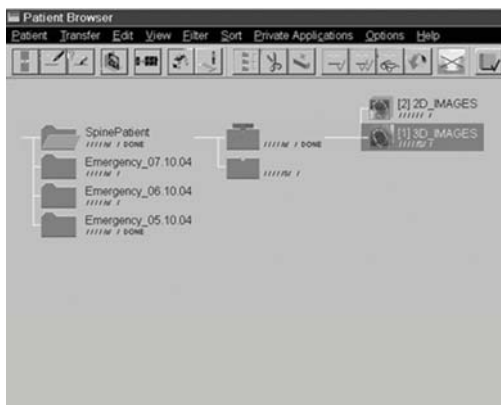 Patient Browser
Patient Transfer Edit View Filter Sort Private Applications Options Help
[2] 2D_IMAGES
SpinePatient
/ DONE
/ DONE
[1] 3D_IMAGES
Emergency_07.10.04
Emergency_06.10.04
Emergency_05.10.04
/ DONE